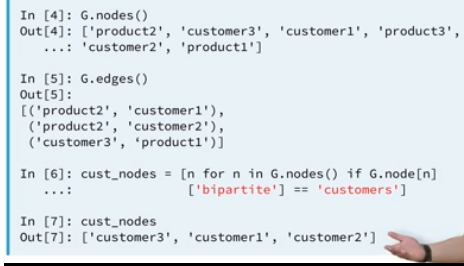 In [4]: G.nodes()
Out[4]: ['product2', 'customer3', 'customer1', 'product3',
...: 'customer2', 'product1']
In [5]: G.edges()
Out[5]:
[('product2', 'customer1'),
('product2', 'customer2'),
('customer3', ‘product1')]
In [6]: cust_nodes = [n for n in G.nodes() if G.node[n]
...: ['bipartite'] == 'customers']
In [7]: cust_nodes
Out[7]: ['customer3', 'customer1', 'customer2']